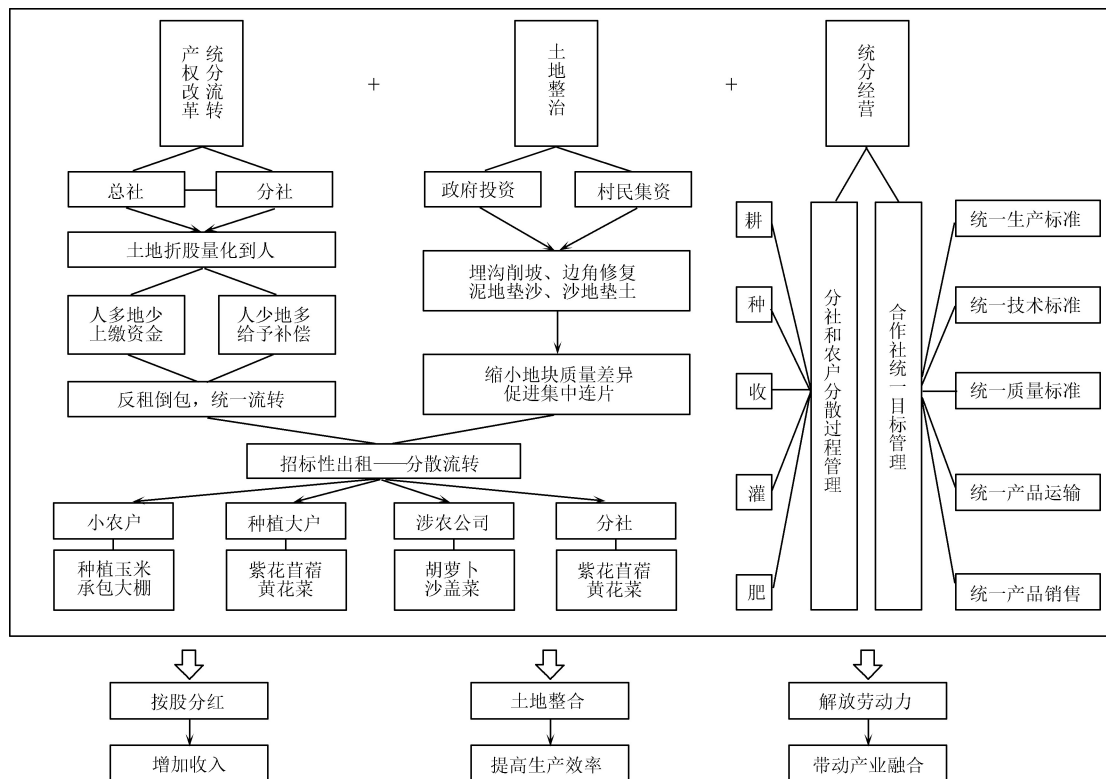 产权改革
统分流转
+
土地整治
+
统分经营
总社
分社
政府投资
村民集资
土地折股量化到人
埋沟削坡、边角修复
泥地垫沙、沙地垫土
人多地少
上缴资金
人少地多
给予补偿
缩小地块质量差异
促进集中连片
反租倒包，统一流转
招标性出租——分散流转
小农户
种植大户
涉农公司
分社
种植玉米
承包大棚
紫花苜蓿
黄花菜
胡萝卜
沙盖菜
紫花苜蓿
黄花菜
耕
种
收
灌
肥
分社和农户分散过程管理
合作社统一目标管理
统一生产标准
统一技术标准
统一质量标准
统一产品运输
统一产品销售
按股分红
土地整合
解放劳动力
增加收入
提高生产效率
带动产业融合